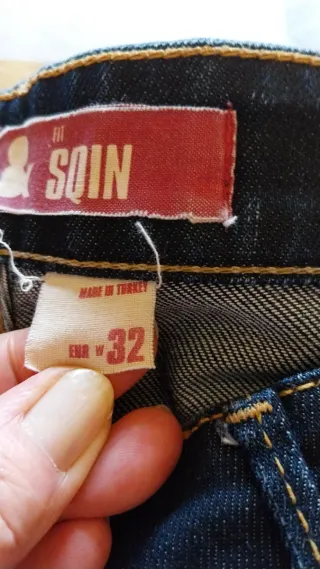 FIT
SQIN
MADE IN TURKEY
EUR W 32